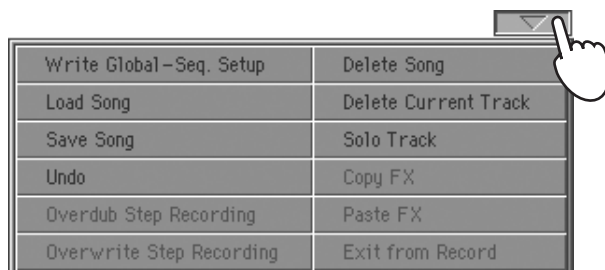 Write Global-Seq. Setup
Delete Song
Load Song
Delete Current Track
Save Song
Solo Track
Undo
Copy FX
Overdub Step Recording
Paste FX
Overwrite Step Recording
Exit from Record